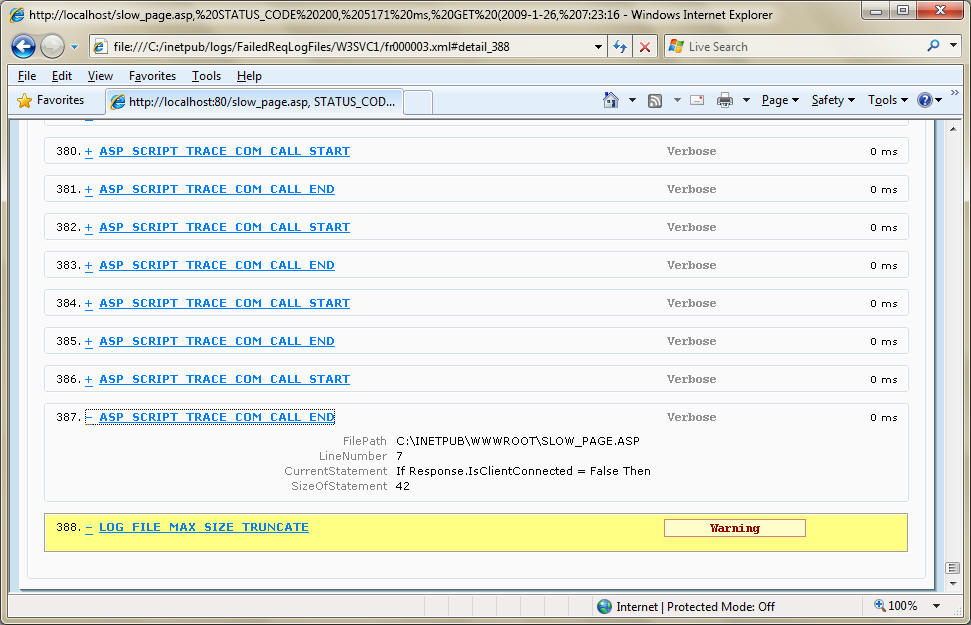 http://localhost/slow_page.asp,%20STATUS_CODE%20200,%205171%20ms,%20GET%20(2009-1-26,%207:23:16 - Windows Internet Explorer
file:///C:/inetpub/logs/FailedReqLogFiles/W3SVC1/fr000003.xml#detail_388
Live Search
File Edit View Favorites Tools Help
Favorites http://localhost:80/slow_page.asp, STATUS_COD... Page Safety Tools
380. + ASP_SCRIPT_TRACE_COM_CALL_START Verbose 0 ms
381. + ASP_SCRIPT_TRACE_COM_CALL_END Verbose 0 ms
382. + ASP_SCRIPT_TRACE_COM_CALL_START Verbose 0 ms
383. + ASP_SCRIPT_TRACE_COM_CALL_END Verbose 0 ms
384. + ASP_SCRIPT_TRACE_COM_CALL_START Verbose 0 ms
385. + ASP_SCRIPT_TRACE_COM_CALL_END Verbose 0 ms
386. + ASP_SCRIPT_TRACE_COM_CALL_START Verbose 0 ms
387. - ASP_SCRIPT_TRACE_COM_CALL_END Verbose 0 ms
FilePath C:\INETPUB\WWWROOT\SLOW_PAGE.ASP
LineNumber 7
CurrentStatement If Response.IsClientConnected = False Then
SizeOfStatement 42
388. - LOG_FILE_MAX_SIZE_TRUNCATE Warning
Internet | Protected Mode: Off 100%